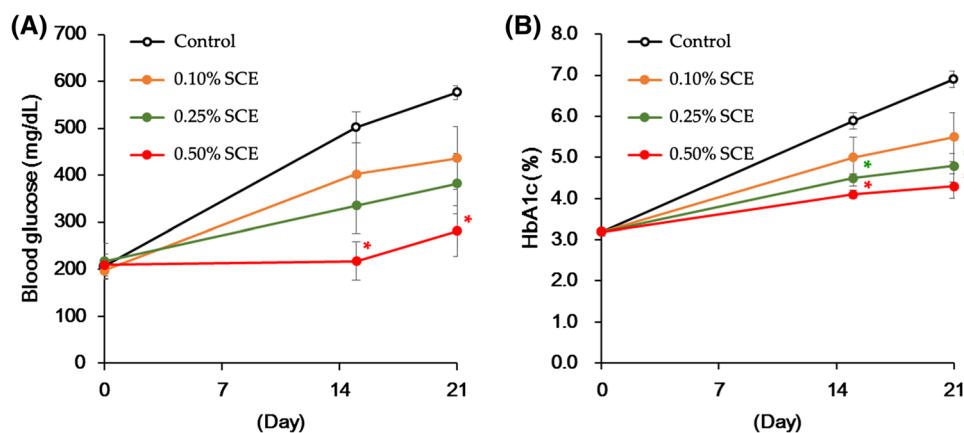 (A)
Blood glucose (mg/dL)
700
600
500
400
300
200
100
0
0
7
14
21
(Day)
Control
0.10% SCE
0.25% SCE
0.50% SCE
*
*
(B)
HbA1c (%)
8.0
7.0
6.0
5.0
4.0
3.0
2.0
1.0
0.0
0
7
14
21
(Day)
Control
0.10% SCE
0.25% SCE
0.50% SCE
*
*